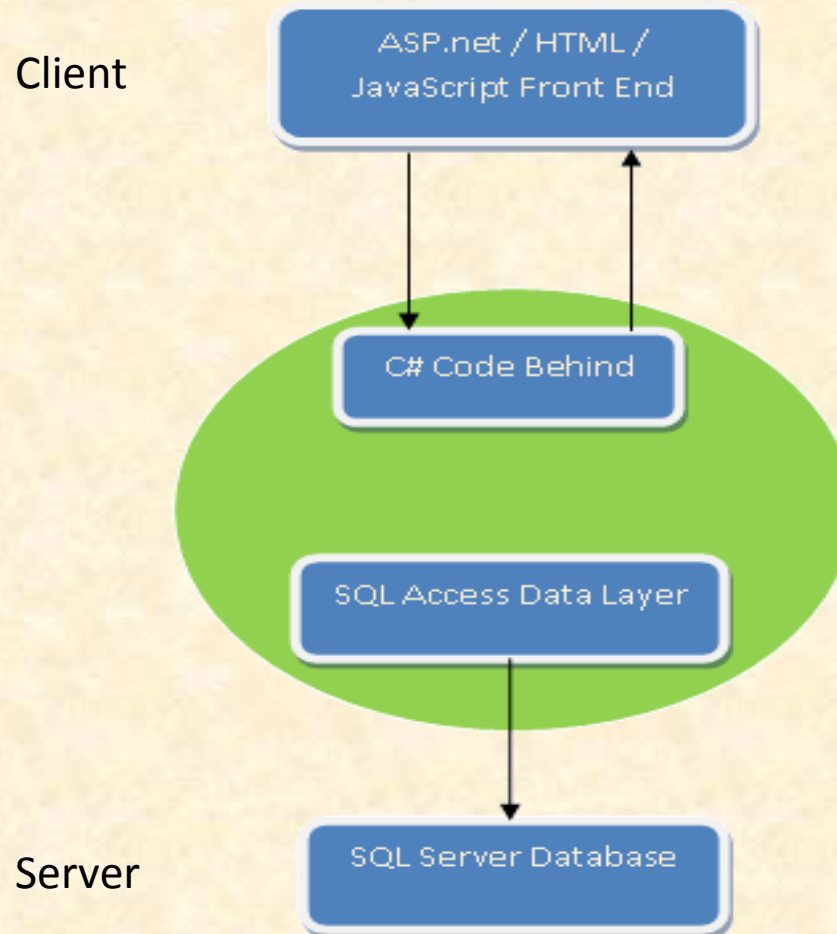 Client
ASP.net / HTML /
JavaScript Front End
C# Code Behind
SQL Access Data Layer
Server
SQL Server Database